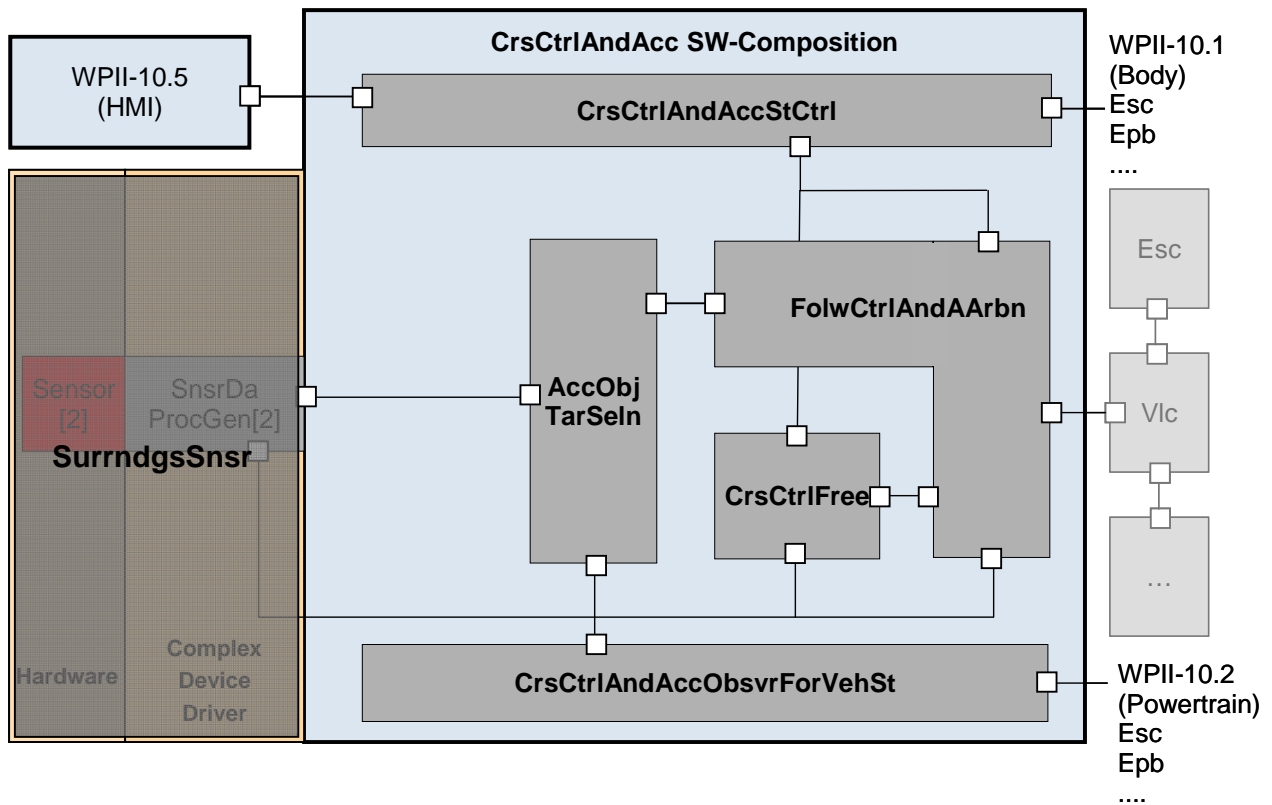 CrsCtrlAndAcc SW-Composition
WPII-10.5
(HMI)
CrsCtrlAndAccStCtrl
WPII-10.1
(Body)
Esc
Epb
....
Esc
FolwCtrlAndAArbn
Sensor
[2]
SnsrDa
ProcGen[2]
SurrndgsSnsr
AccObj
TarSeln
Vlc
CrsCtrlFree
...
Hardware
Complex
Device
Driver
CrsCtrlAndAccObsvrForVehSt
WPII-10.2
(Powertrain)
Esc
Epb
....